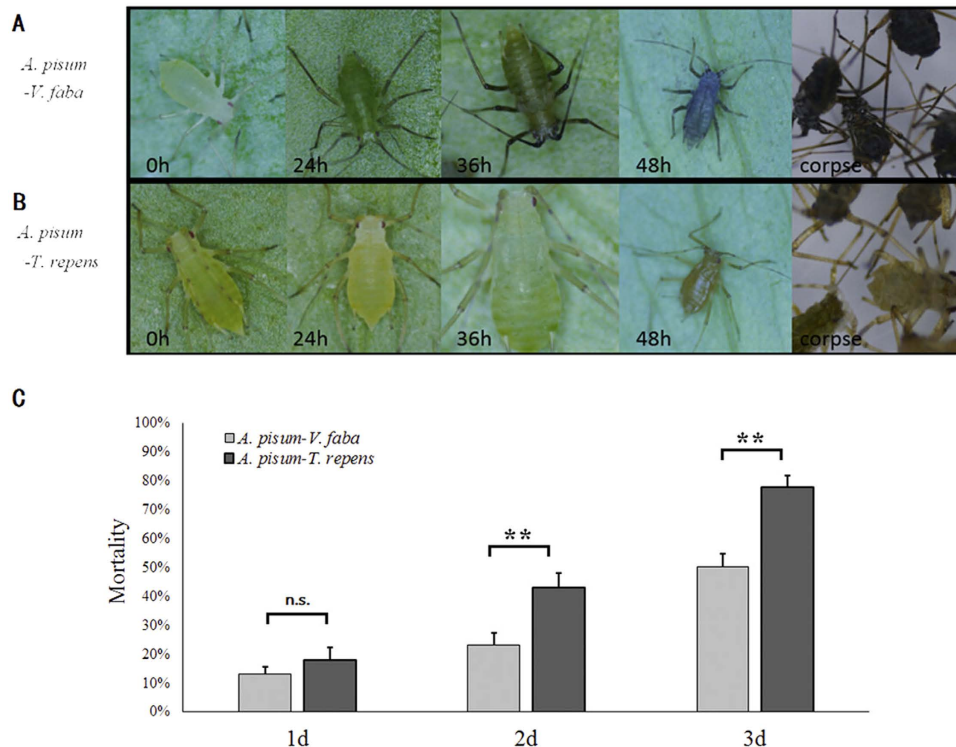 A
A. pisum
-V. faba
0h
24h
36h
48h
corpse
B
A. pisum
-T. repens
0h
24h
36h
48h
corpse
C
100%
90%
80%
70%
60%
50%
40%
30%
20%
10%
0%
Mortality
A. pisum-V. faba
A. pisum-T. repens
n.s.
**
**
1d
2d
3d